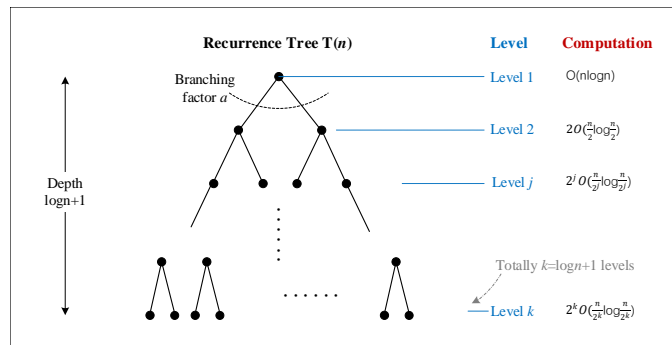 Recurrence Tree T(n)
Level
Computation
Branching
factor a
Level 1
O(nlogn)
Level 2
2O(n/2 log n/2)
Depth
logn+1
Level j
2^j O(n/2^j log n/2^j)
Totally k=logn+1 levels
Level k
2^k O(n/2^k log n/2^k)